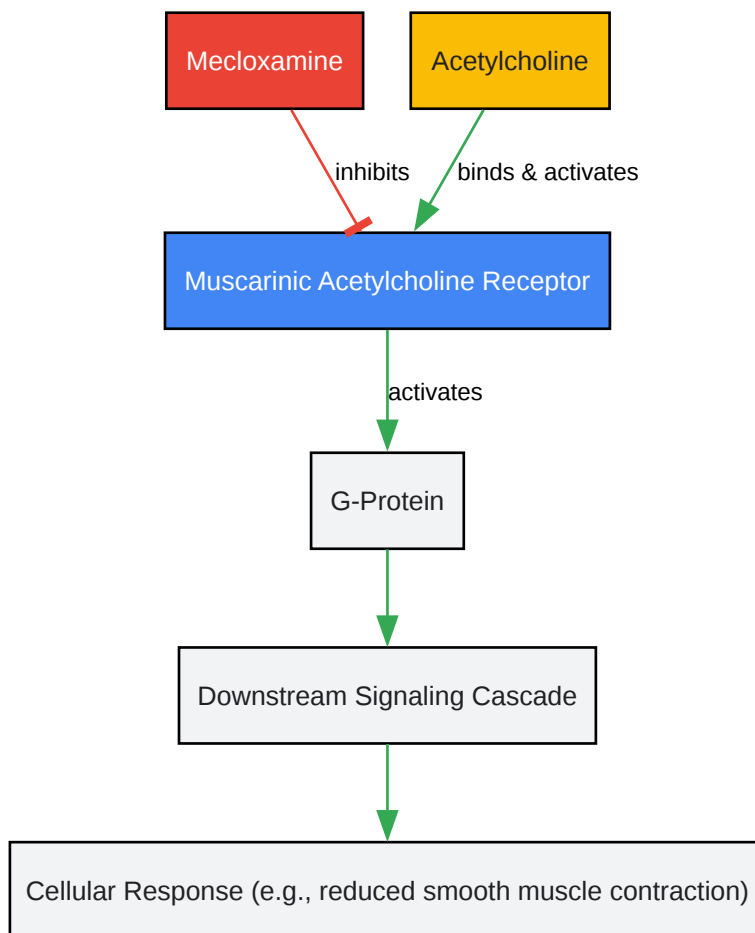 Mecloxamine
Acetylcholine
inhibits
binds & activates
Muscarinic Acetylcholine Receptor
activates
G-Protein
Downstream Signaling Cascade
Cellular Response (e.g., reduced smooth muscle contraction)